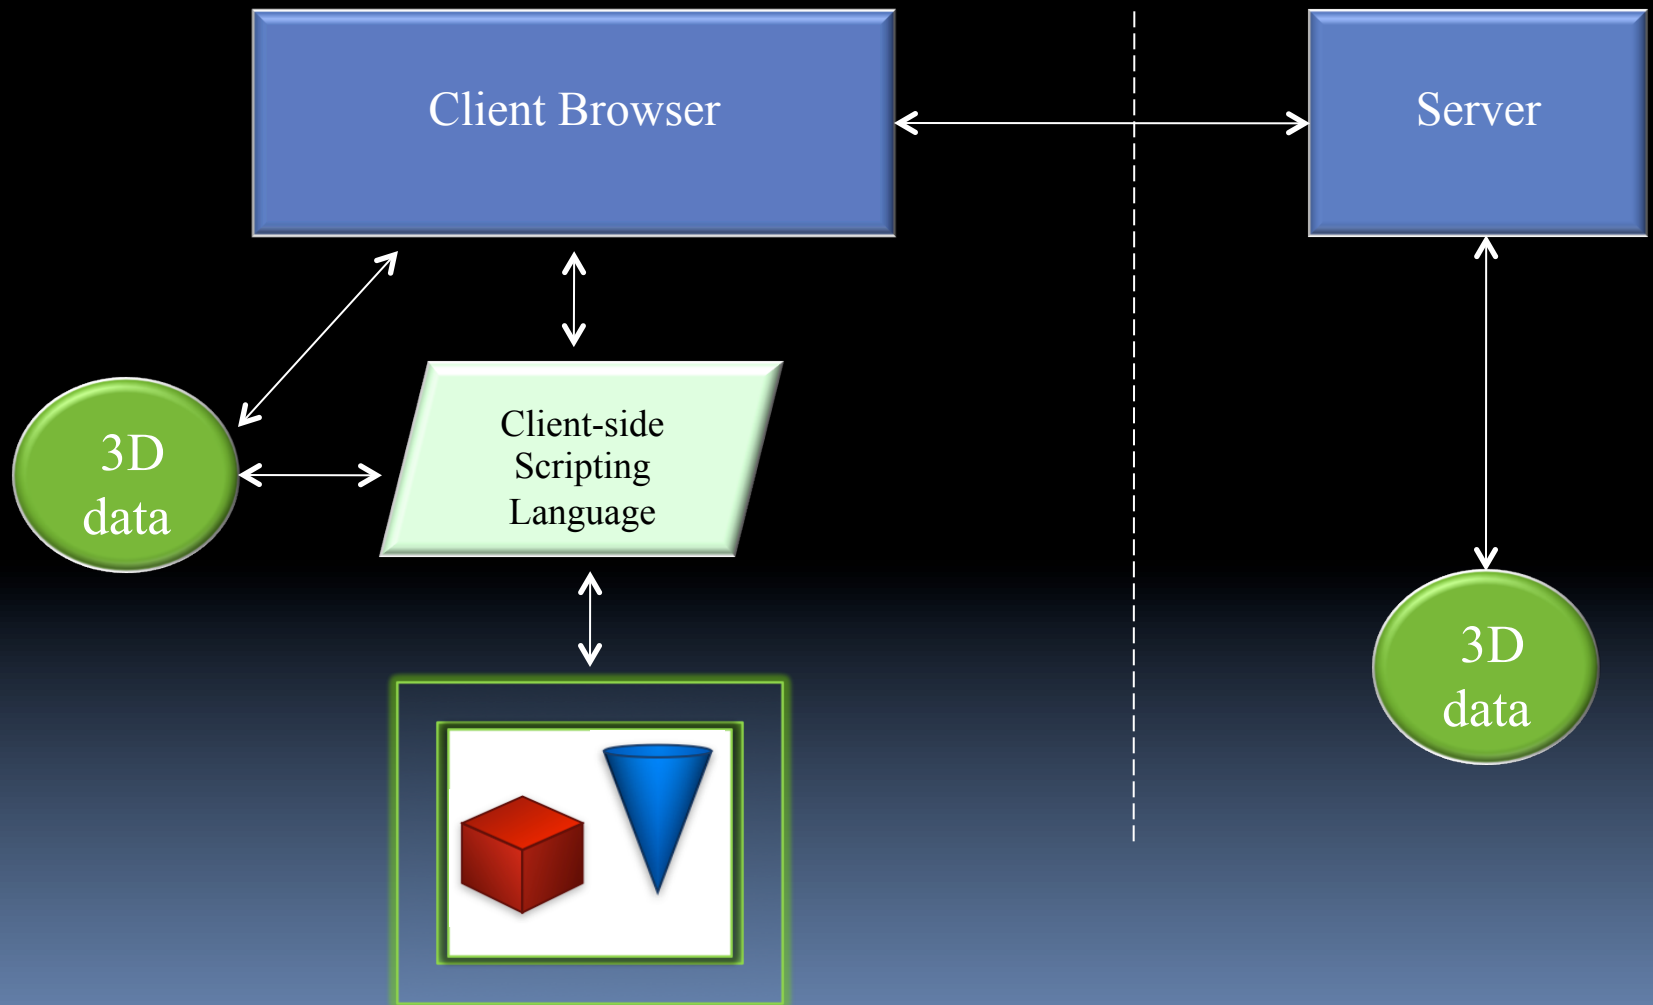 Client Browser
Server
3D
data
Client-side
Scripting
Language
3D
data